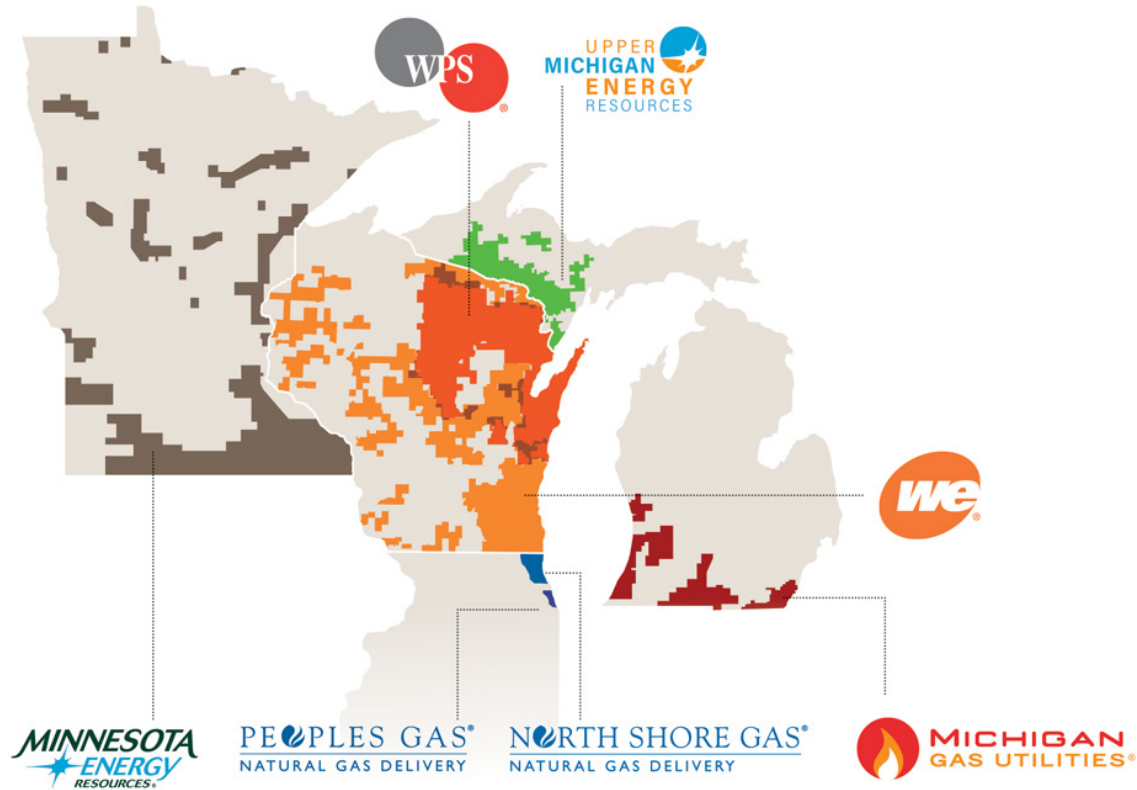 WPS®
UPPER
MICHIGAN
ENERGY
RESOURCES
we®
MINNESOTA
ENERGY
RESOURCES®
PEOPLES GAS®
NATURAL GAS DELIVERY
NORTH SHORE GAS®
NATURAL GAS DELIVERY
MICHIGAN
GAS UTILITIES®